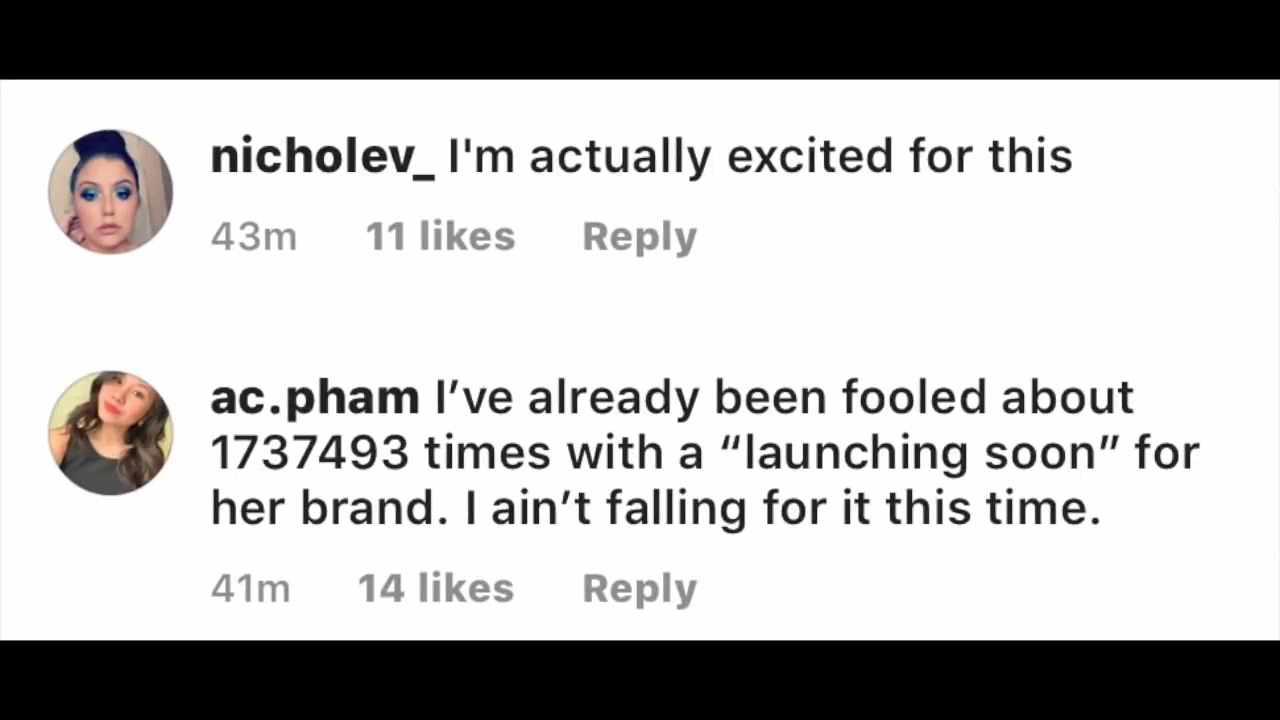 nicholev_ I'm actually excited for this
43m 11 likes Reply
ac.pham I’ve already been fooled about
1737493 times with a “launching soon” for
her brand. I ain’t falling for it this time.
41m 14 likes Reply